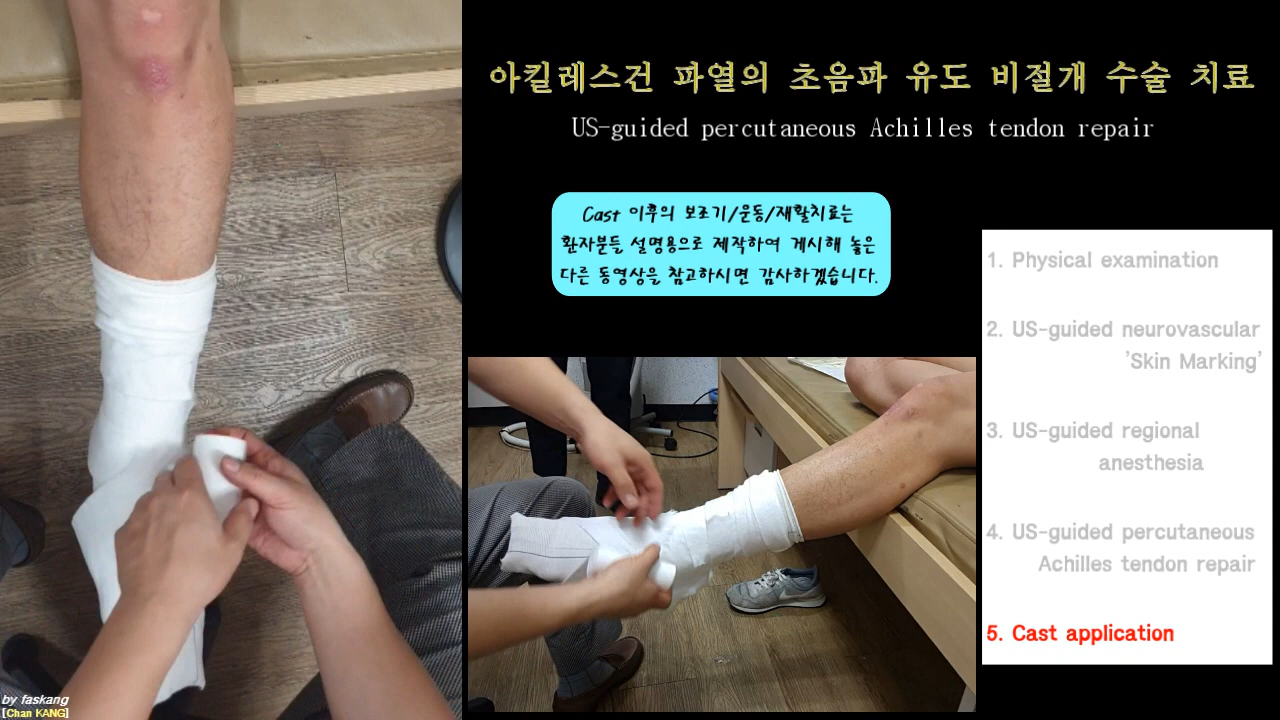 아킬레스건 파열의 초음파 유도 비절개 수술 치료
US-guided percutaneous Achilles tendon repair
Cast 이후의 보조기/운동/재활치료는
환자분들 설명용으로 제작하여 게시해 놓은
다른 동영상을 참고하시면 감사하겠습니다.
1. Physical examination
2. US-guided neurovascular
'Skin Marking'
3. US-guided regional
anesthesia
4. US-guided percutaneous
Achilles tendon repair
5. Cast application
by faskang
[Chan KANG]